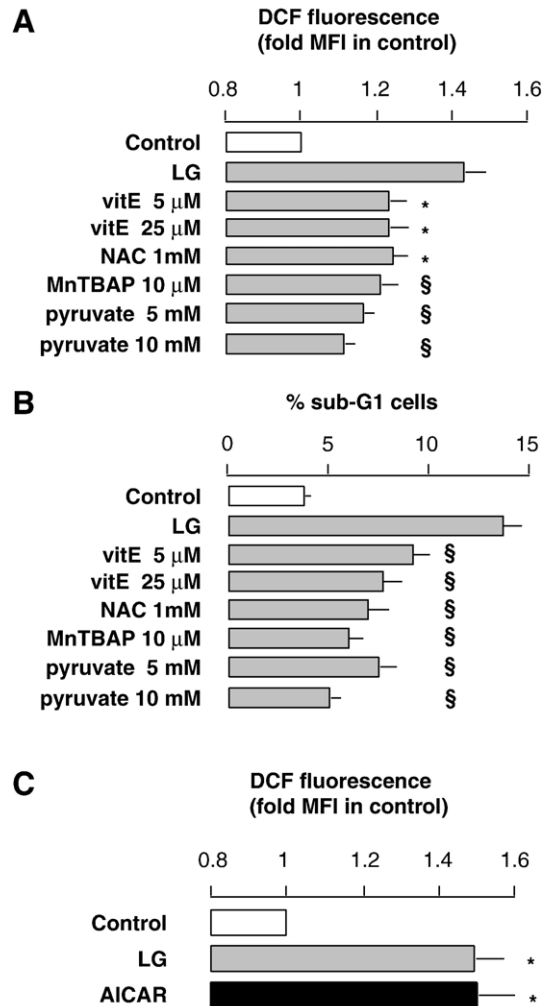 A
DCF fluorescence
(fold MFI in control)
0.8 1 1.2 1.4 1.6
Control
LG
vitE 5 μM *
vitE 25 μM *
NAC 1mM *
MnTBAP 10 μM §
pyruvate 5 mM §
pyruvate 10 mM §
B
% sub-G1 cells
0 5 10 15
Control
LG
vitE 5 μM §
vitE 25 μM §
NAC 1mM §
MnTBAP 10 μM §
pyruvate 5 mM §
pyruvate 10 mM §
C
DCF fluorescence
(fold MFI in control)
0.8 1 1.2 1.4 1.6
Control
LG *
AICAR *